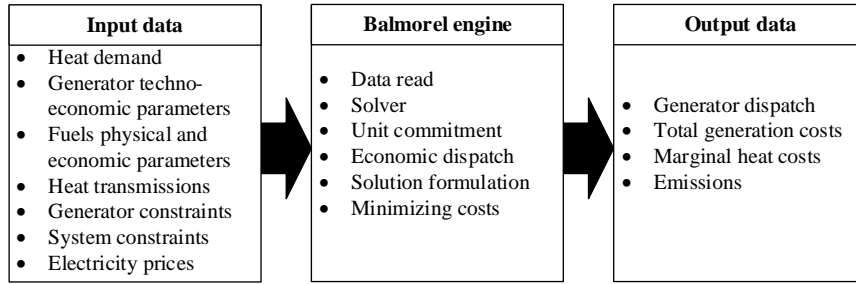 Input data
• Heat demand
• Generator techno-
economic parameters
• Fuels physical and
economic parameters
• Heat transmissions
• Generator constraints
• System constraints
• Electricity prices
Balmorel engine
• Data read
• Solver
• Unit commitment
• Economic dispatch
• Solution formulation
• Minimizing costs
Output data
• Generator dispatch
• Total generation costs
• Marginal heat costs
• Emissions